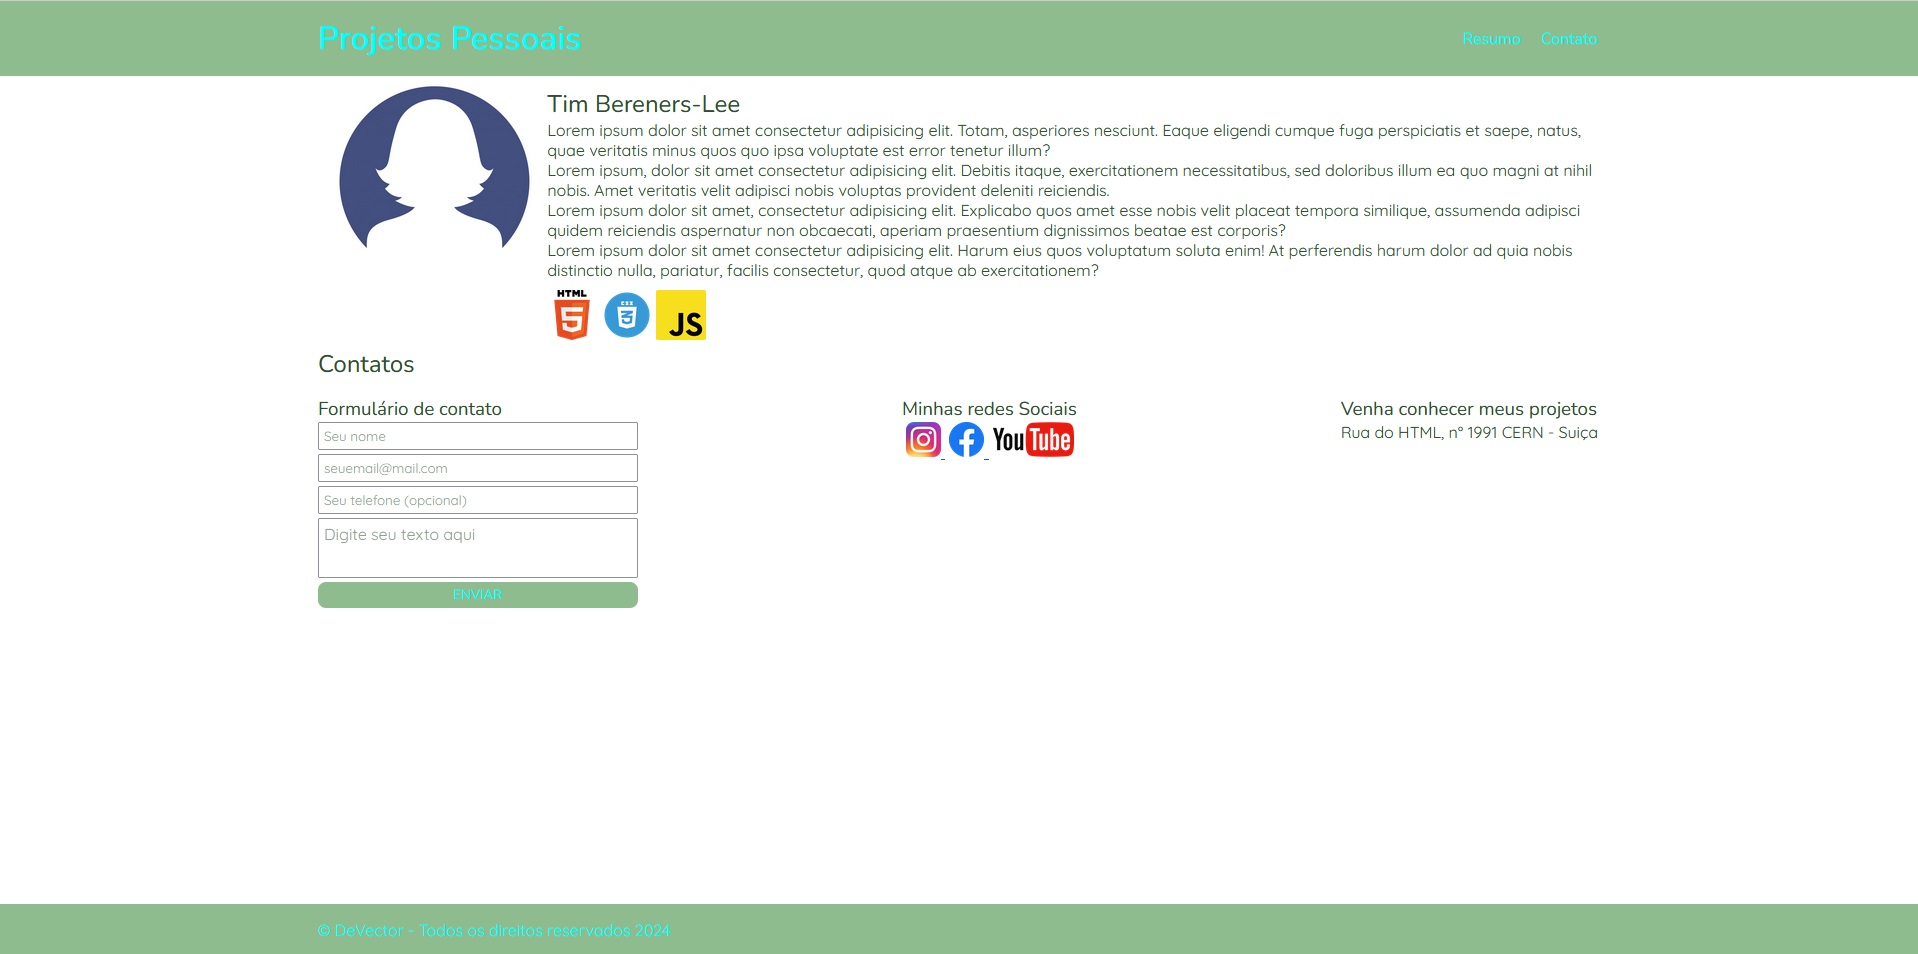 Projetos Pessoais
Resumo Contato
Tim Bereners-Lee
Lorem ipsum dolor sit amet consectetur adipisicing elit. Totam, asperiores nesciunt. Eaque eligendi cumque fuga perspiciatis et saepe, natus,
quae veritatis minus quos quo ipsa voluptate est error tenetur illum?
Lorem ipsum, dolor sit amet consectetur adipisicing elit. Debitis itaque, exercitationem necessitatibus, sed doloribus illum ea quo magni at nihil
nobis. Amet veritatis velit adipisci nobis voluptas provident deleniti reiciendis.
Lorem ipsum dolor sit amet, consectetur adipisicing elit. Explicabo quos amet esse nobis velit placeat tempora similique, assumenda adipisci
quidem reiciendis aspernatur non obcaecati, aperiam praesentium dignissimos beatae est corporis?
Lorem ipsum dolor sit amet consectetur adipisicing elit. Harum eius quos voluptatum soluta enim! At perferendis harum dolor ad quia nobis
distinctio nulla, pariatur, facilis consectetur, quod atque ab exercitationem?
HTML
5
CSS
3
JS
Contatos
Formulário de contato
Seu nome
seuemail@mail.com
Seu telefone (opcional)
Digite seu texto aqui
ENVIAR
Minhas redes Sociais
YouTube
Venha conhecer meus projetos
Rua do HTML, nº 1991 CERN - Suiça
© DeVector - Todos os direitos reservados 2024